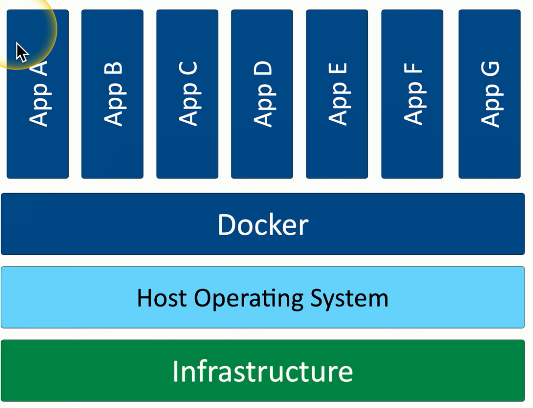 App A
App B
App C
App D
App E
App F
App G
Docker
Host Operating System
Infrastructure